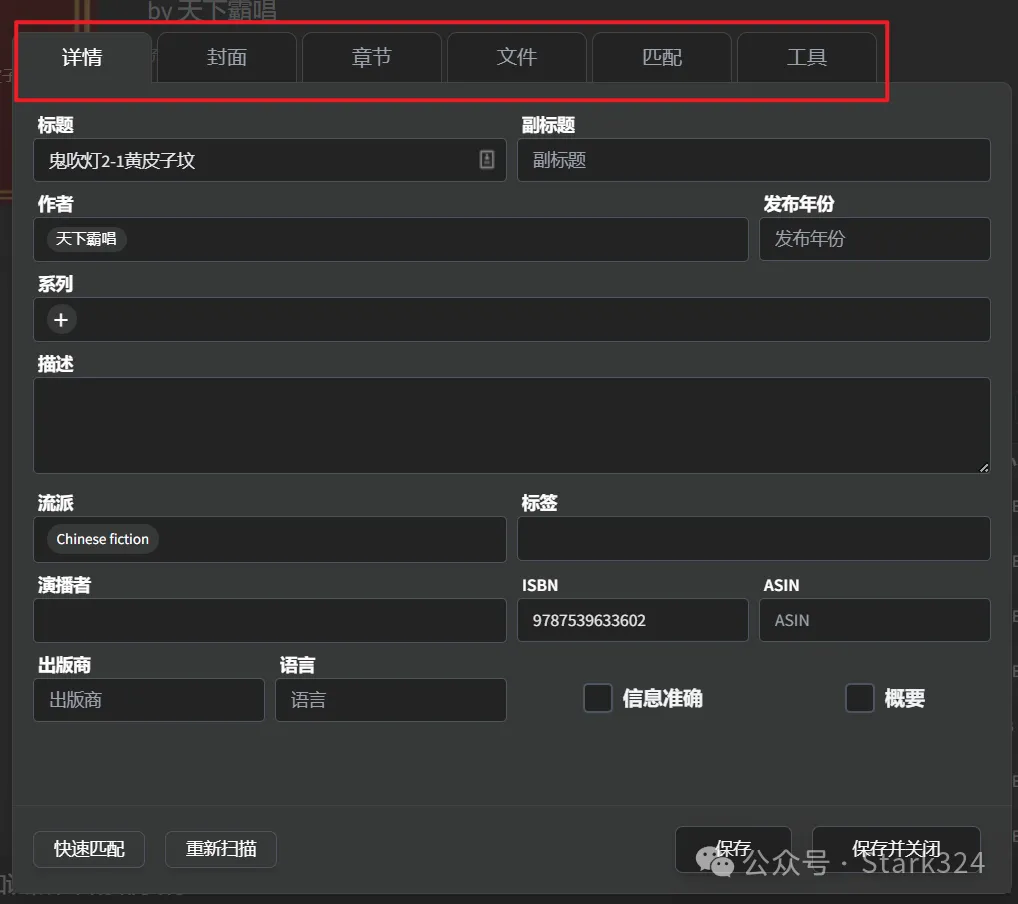 by 天下霸唱
详情 封面 章节 文件 匹配 工具
标题 副标题
鬼吹灯2-1黄皮子坟 副标题
作者 发布年份
天下霸唱 发布年份
系列
+
描述
流派 标签
Chinese fiction
演播者 ISBN ASIN
9787539633602 ASIN
出版商 语言
出版商 语言 信息准确 概要
快速匹配 重新扫描 保存 保存并关闭
公众号 · Stark324